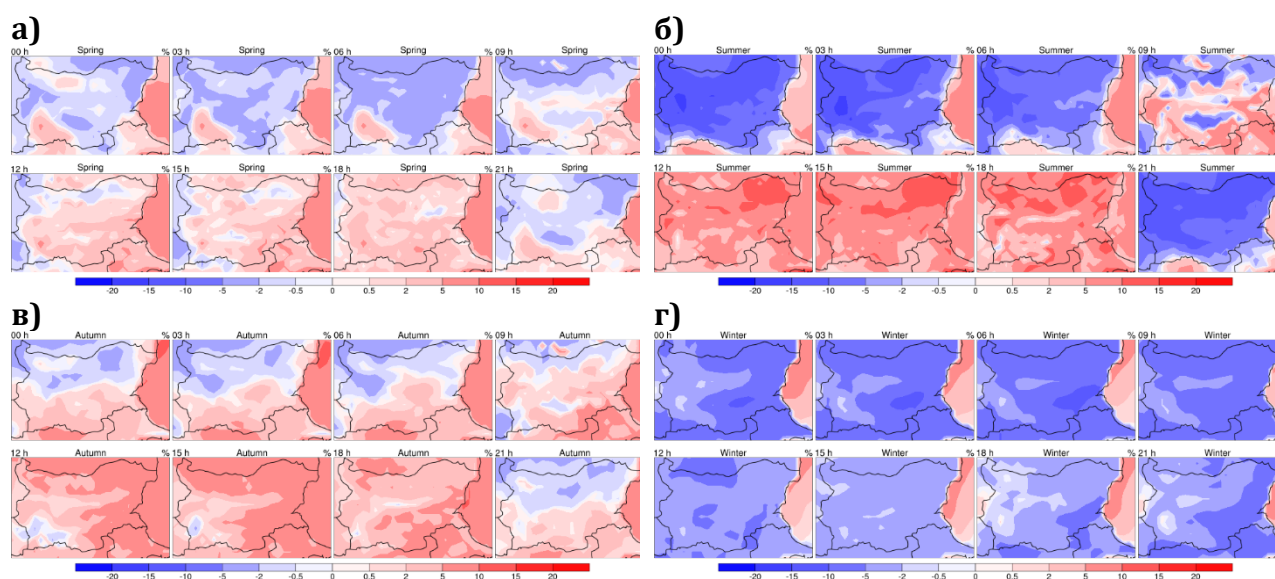 а)
00 h Spring % 03 h Spring % 06 h Spring % 09 h Spring
12 h Spring % 15 h Spring % 18 h Spring % 21 h Spring
-20 -15 -10 -5 -2 -0.5 0 0.5 2 5 10 15 20
б)
00 h Summer % 03 h Summer % 06 h Summer % 09 h Summer
12 h Summer % 15 h Summer % 18 h Summer % 21 h Summer
-20 -15 -10 -5 -2 -0.5 0 0.5 2 5 10 15 20
в)
00 h Autumn % 03 h Autumn % 06 h Autumn % 09 h Autumn
12 h Autumn % 15 h Autumn % 18 h Autumn % 21 h Autumn
-20 -15 -10 -5 -2 -0.5 0 0.5 2 5 10 15 20
г)
00 h Winter % 03 h Winter % 06 h Winter % 09 h Winter
12 h Winter % 15 h Winter % 18 h Winter % 21 h Winter
-20 -15 -10 -5 -2 -0.5 0 0.5 2 5 10 15 20